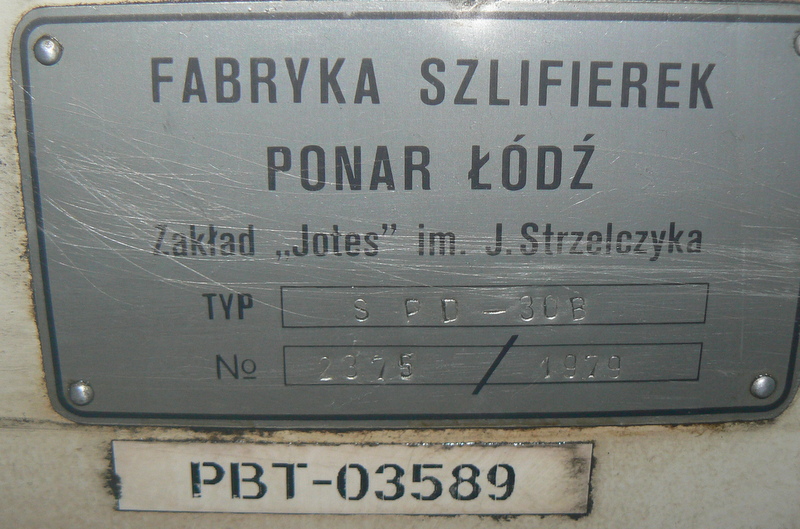 FABRYKA SZLIFIEREK
PONAR ŁÓDŹ
Zakład „Jotes" im. J. Strzelczyka
TYP SPD-30B
№ 2375 / 1979
PBT-03589